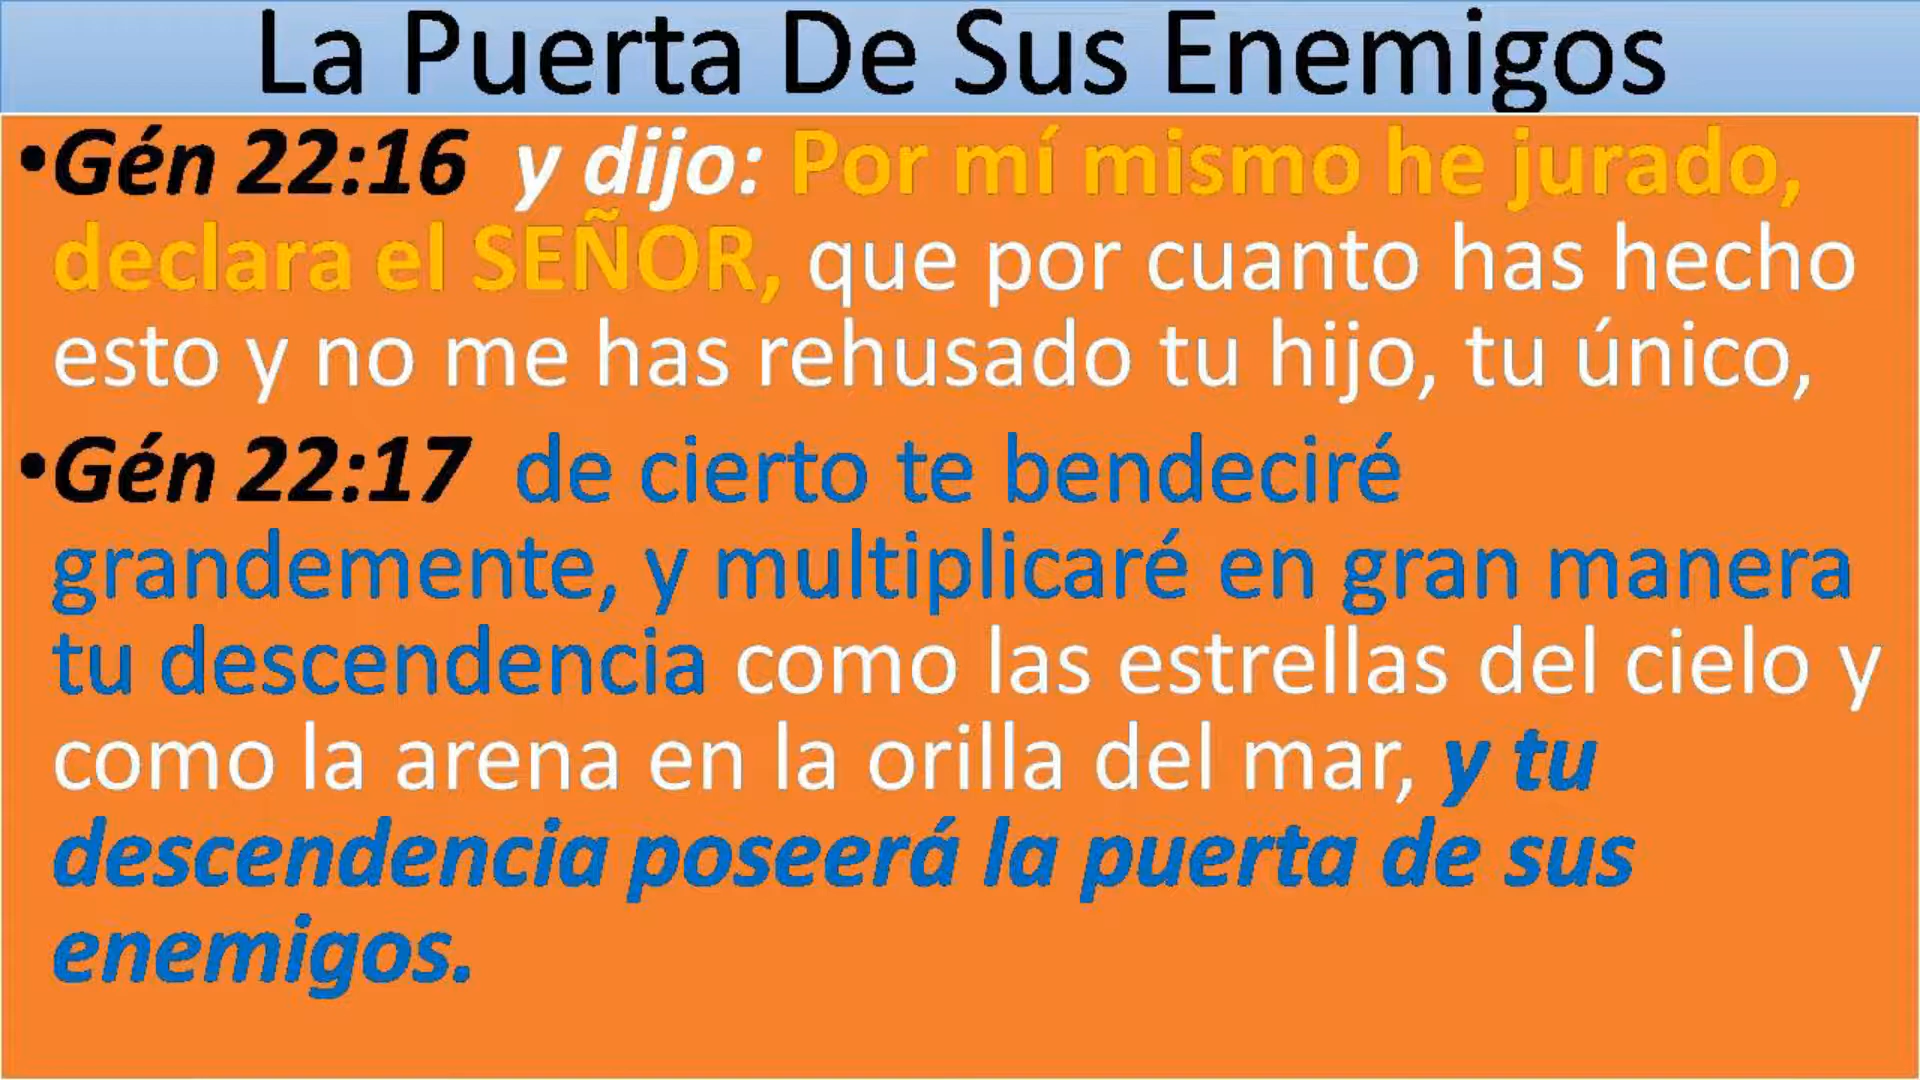 La Puerta De Sus Enemigos
•Gén 22:16 y dijo: Por mí mismo he jurado,
declara el SEÑOR, que por cuanto has hecho
esto y no me has rehusado tu hijo, tu único,
•Gén 22:17 de cierto te bendeciré
grandemente, y multiplicaré en gran manera
tu descendencia como las estrellas del cielo y
como la arena en la orilla del mar, y tu
descendencia poseerá la puerta de sus
enemigos.